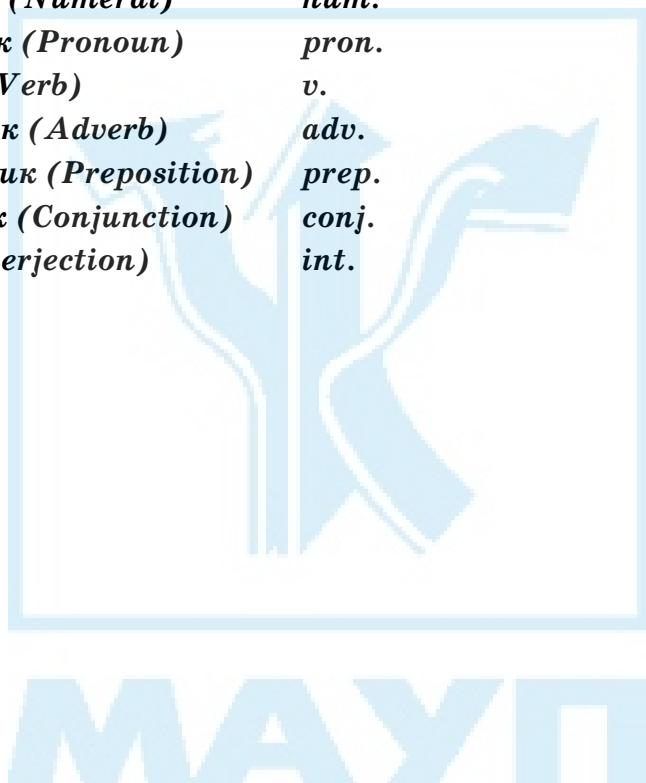 (Numeral) num.
к (Pronoun) pron.
Verb) v.
к (Adverb) adv.
ик (Preposition) prep.
к (Conjunction) conj.
erjection) int.
МАУП